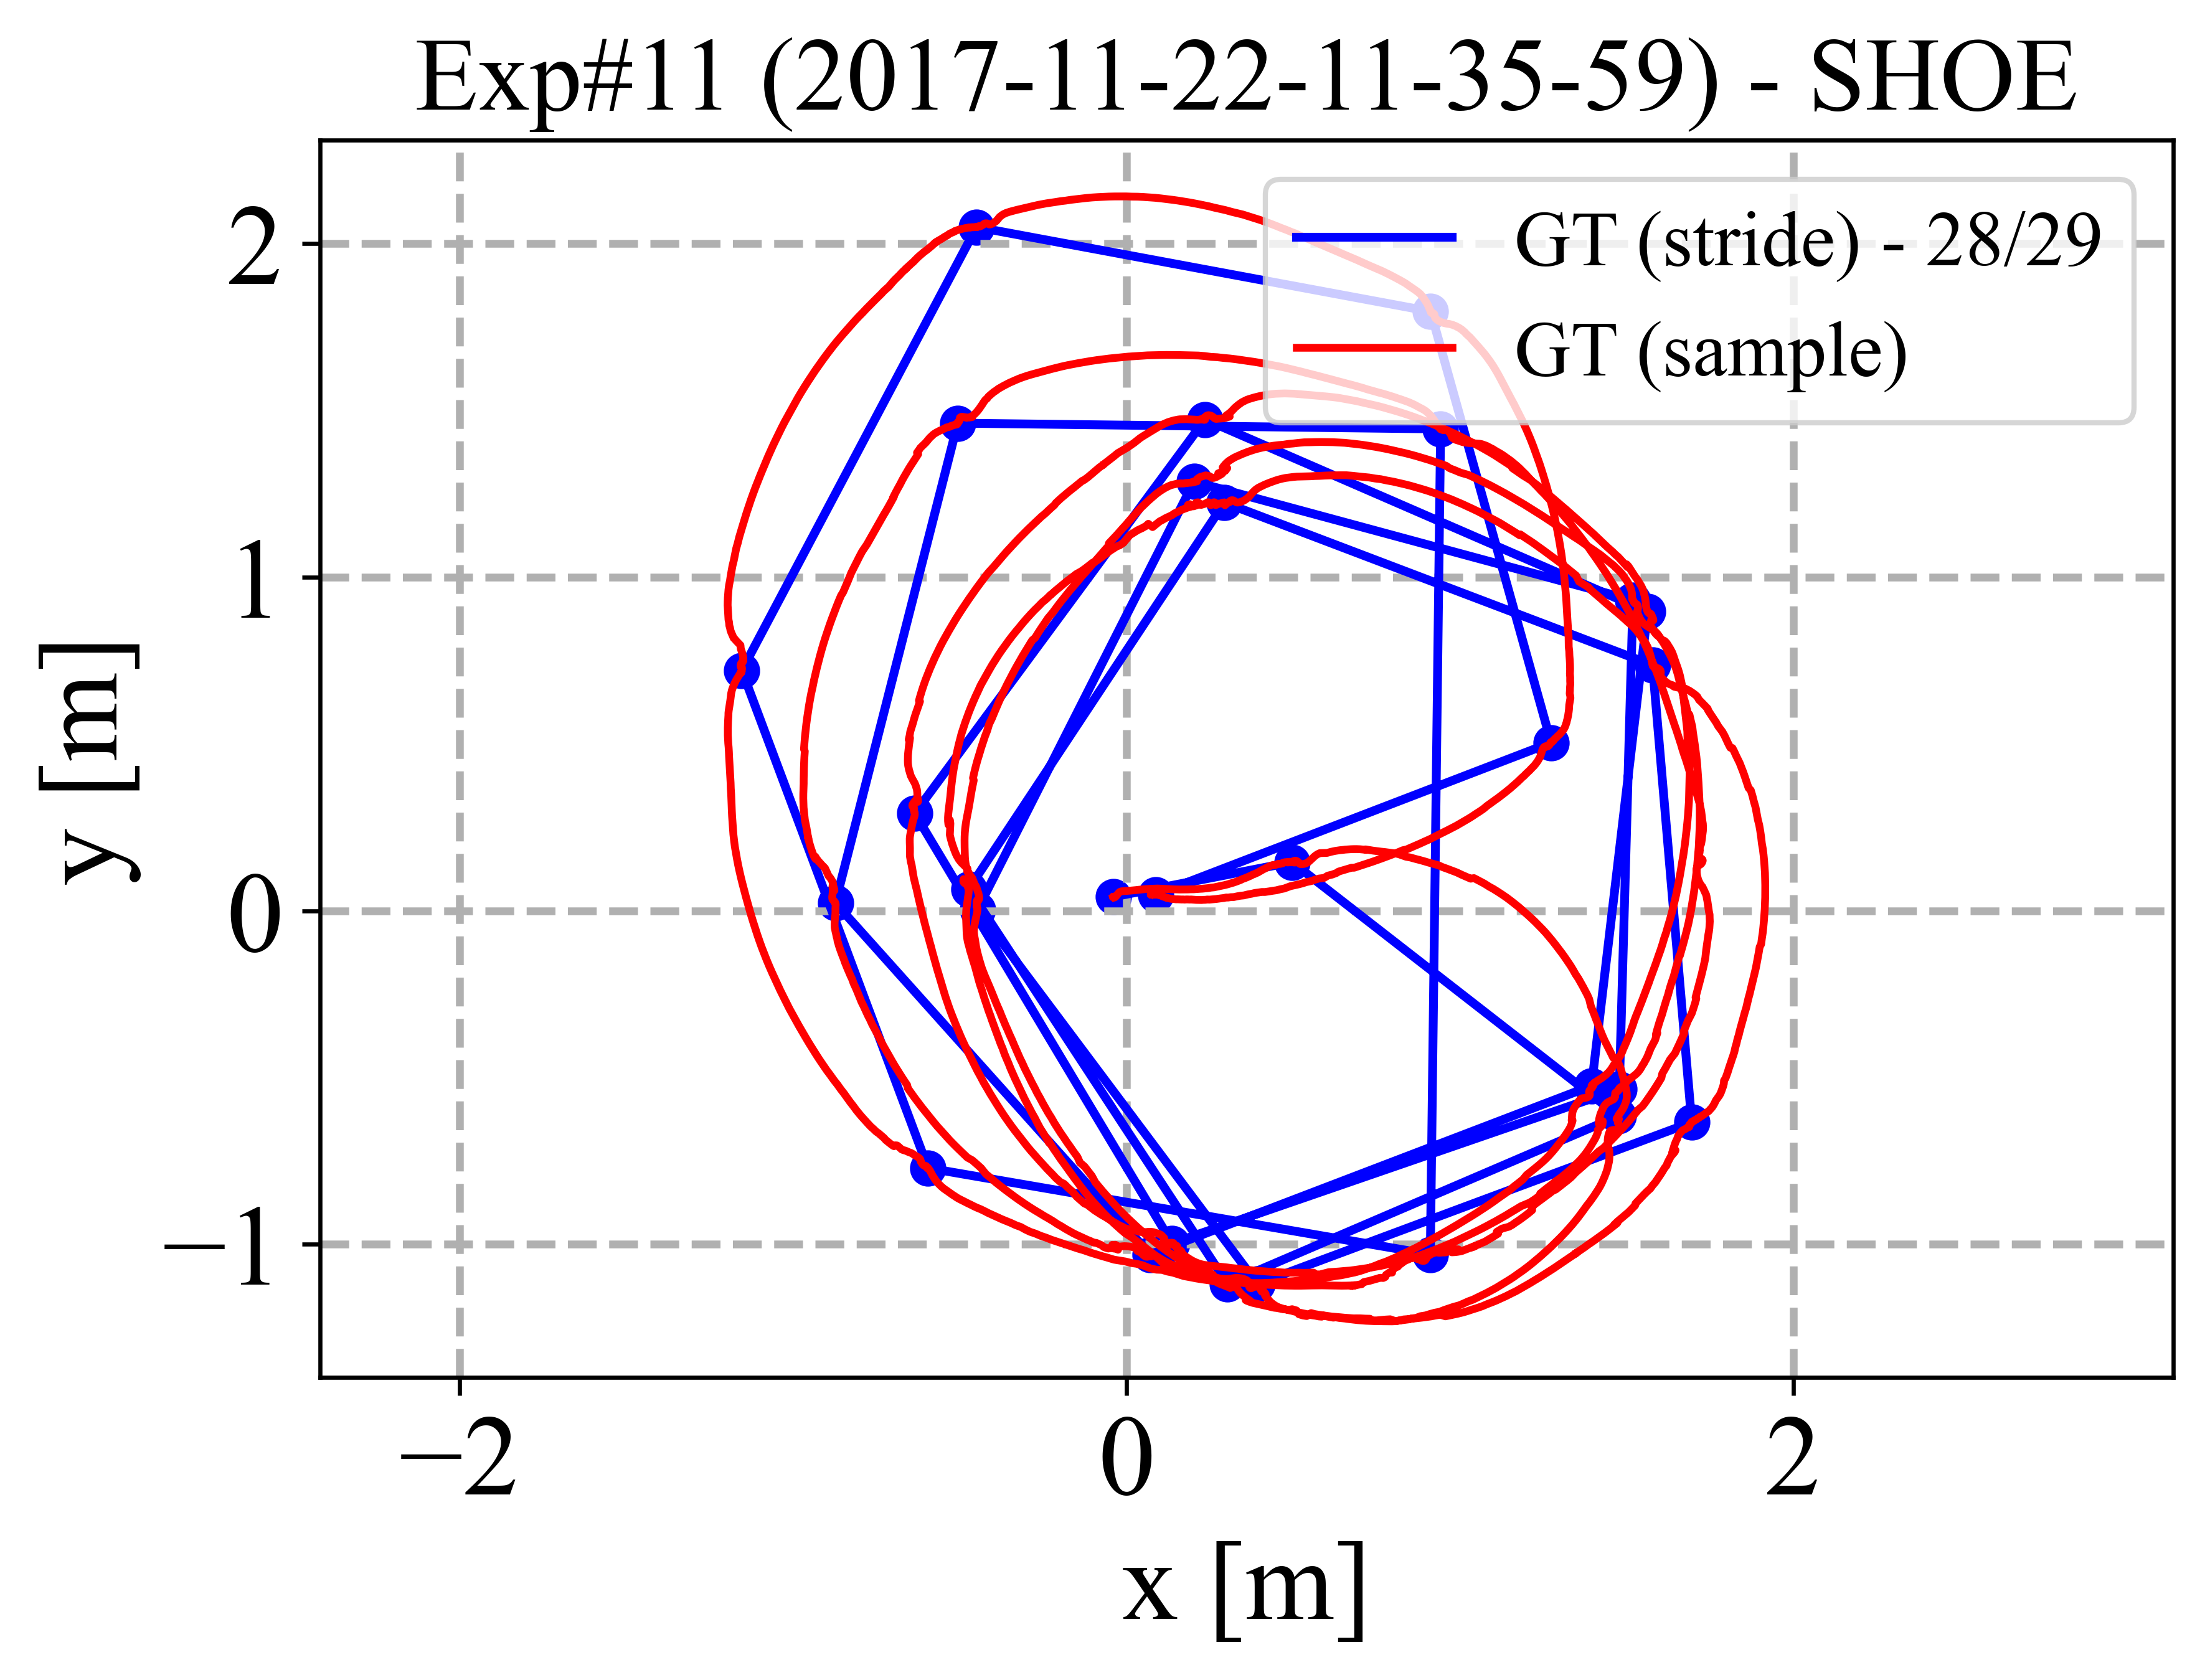 Exp#11 (2017-11-22-11-35-59) - SHOE
GT (stride) - 28/29
GT (sample)
y [m]
2
1
0
−1
−2
0
2
x [m]